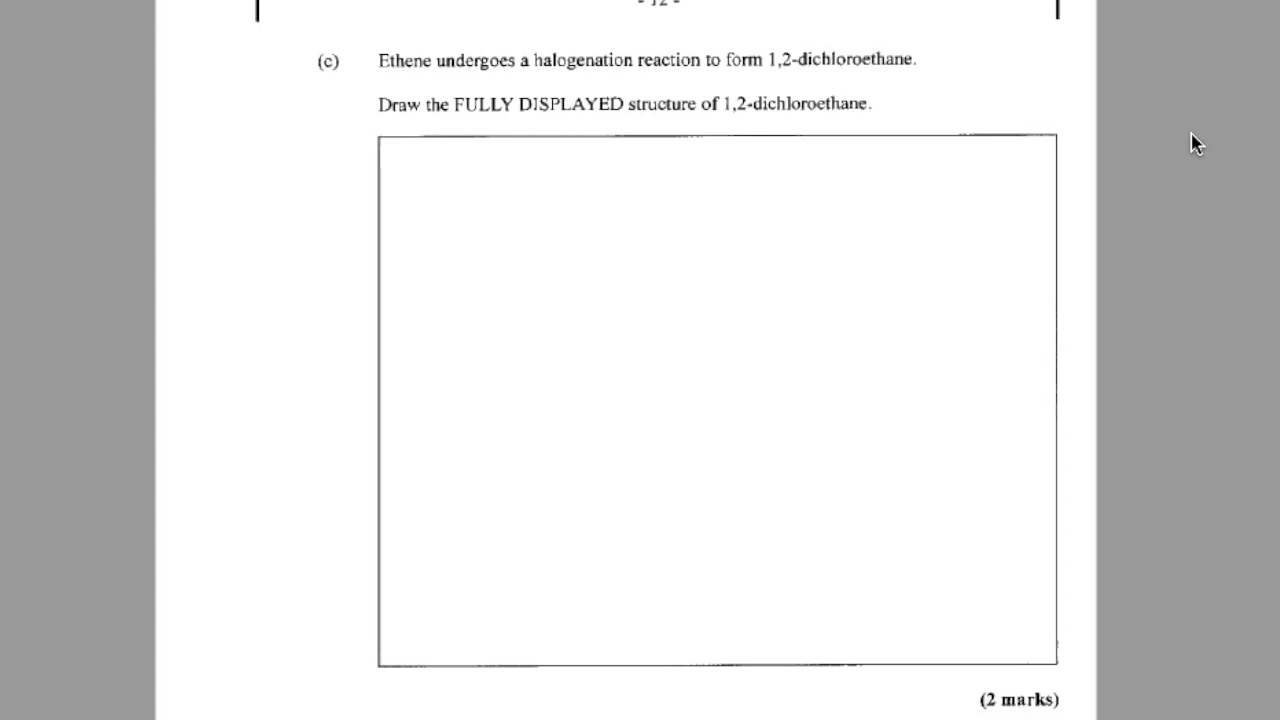 - 12 -
(c) Ethene undergoes a halogenation reaction to form 1,2-dichloroethane.
Draw the FULLY DISPLAYED structure of 1,2-dichloroethane.
(2 marks)